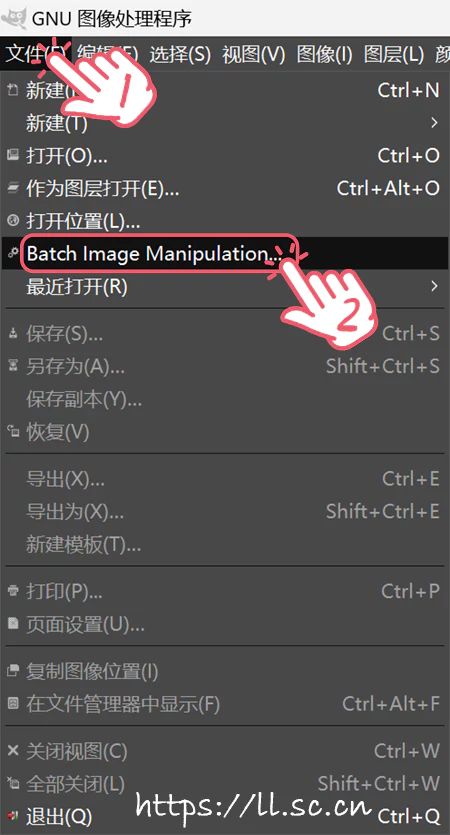 GNU 图像处理程序
文件(F) 编辑(E) 选择(S) 视图(V) 图像(I) 图层(L) 颜
1
新建(N)... Ctrl+N
新建(T)
打开(O)... Ctrl+O
作为图层打开(E)... Ctrl+Alt+O
打开位置(L)...
Batch Image Manipulation...
最近打开(R)
2
保存(S)... Ctrl+S
另存为(A)... Shift+Ctrl+S
保存副本(Y)...
恢复(V)
导出(X)... Ctrl+E
导出为(X)... Shift+Ctrl+E
新建模板(T)...
打印(P)... Ctrl+P
页面设置(U)...
复制图像位置(I)
在文件管理器中显示(F) Ctrl+Alt+F
关闭视图(C) Ctrl+W
全部关闭(L) Shift+Ctrl+W
退出(Q) Ctrl+Q
https://ll.sc.cn